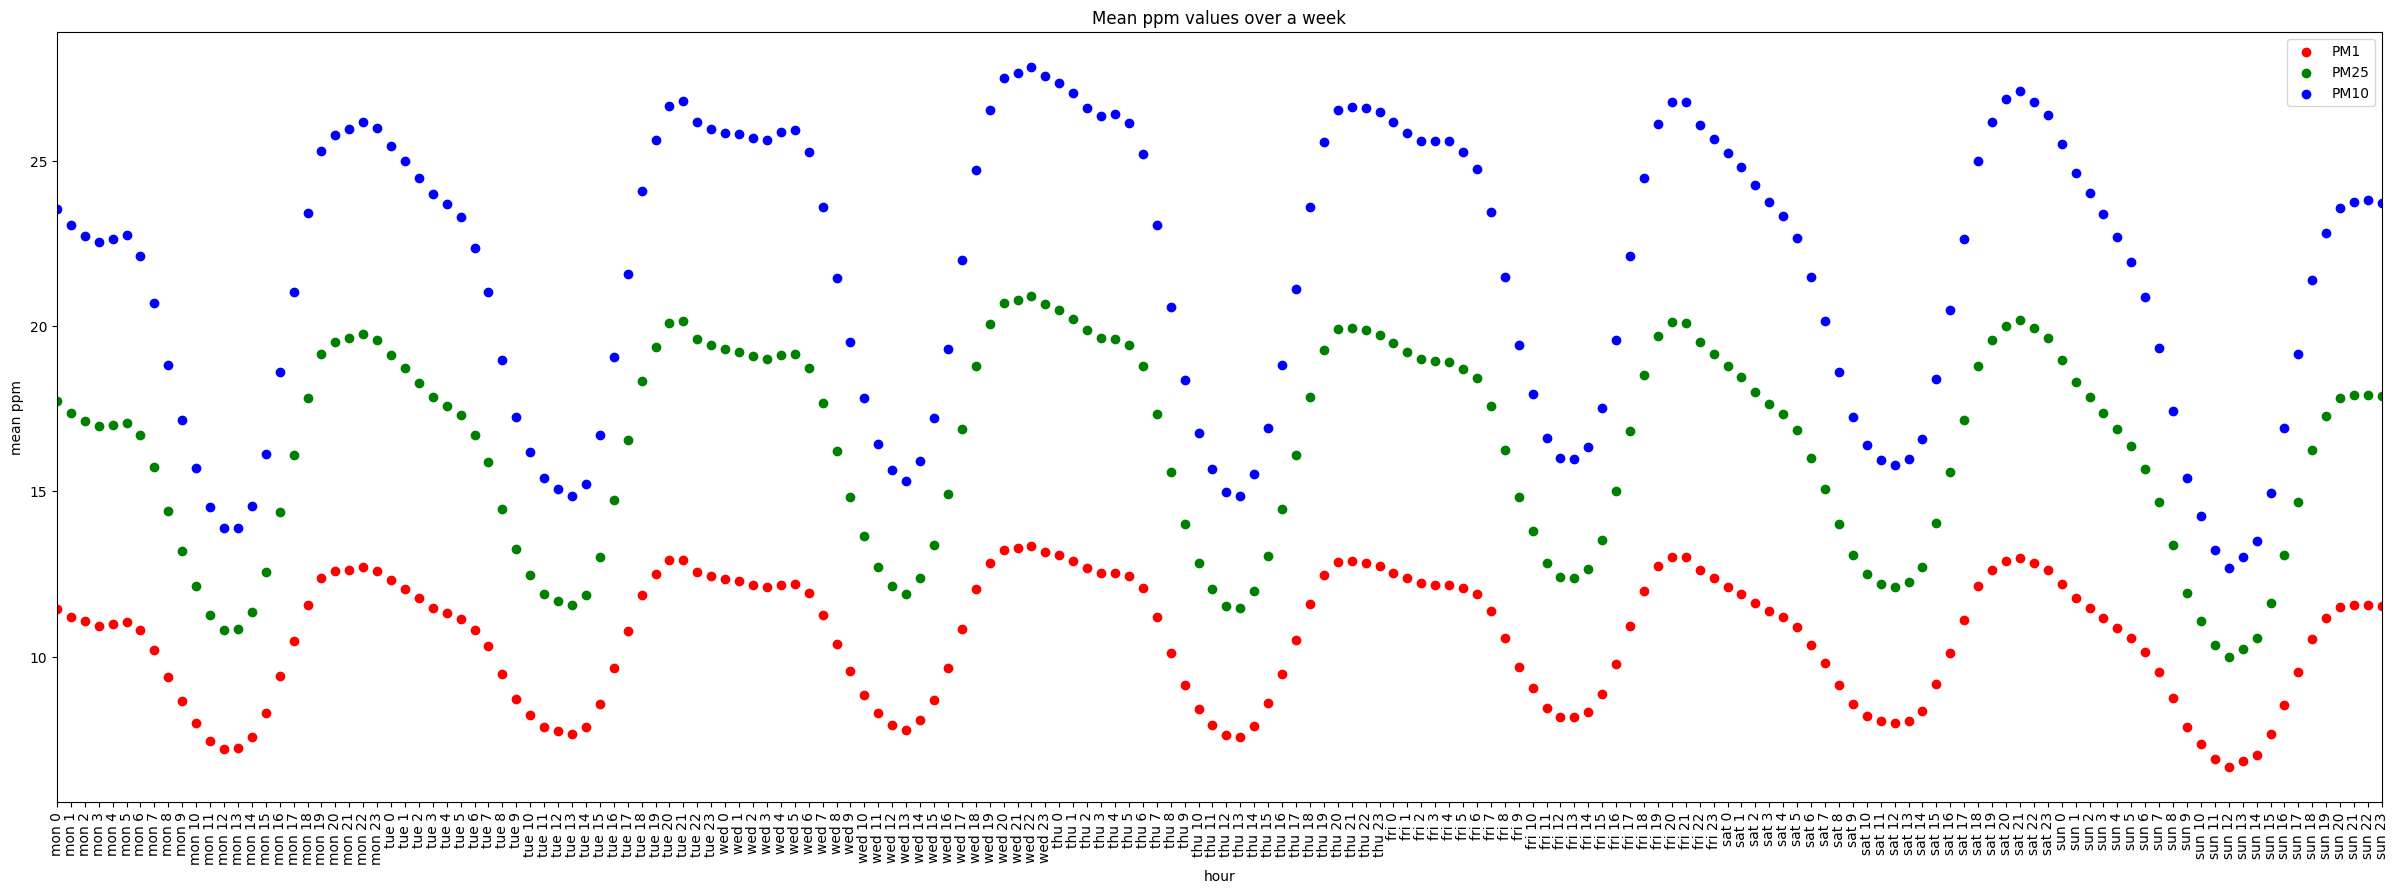 Mean ppm values over a week
PM1
PM25
PM10
mean ppm
25
20
15
10
mon 0
mon 1
mon 2
mon 3
mon 4
mon 5
mon 6
mon 7
mon 8
mon 9
mon 10
mon 11
mon 12
mon 13
mon 14
mon 15
mon 16
mon 17
mon 18
mon 19
mon 20
mon 21
mon 22
mon 23
tue 0
tue 1
tue 2
tue 3
tue 4
tue 5
tue 6
tue 7
tue 8
tue 9
tue 10
tue 11
tue 12
tue 13
tue 14
tue 15
tue 16
tue 17
tue 18
tue 19
tue 20
tue 21
tue 22
tue 23
wed 0
wed 1
wed 2
wed 3
wed 4
wed 5
wed 6
wed 7
wed 8
wed 9
wed 10
wed 11
wed 12
wed 13
wed 14
wed 15
wed 16
wed 17
wed 18
wed 19
wed 20
wed 21
wed 22
wed 23
thu 0
thu 1
thu 2
thu 3
thu 4
thu 5
thu 6
thu 7
thu 8
thu 9
thu 10
thu 11
thu 12
thu 13
thu 14
thu 15
thu 16
thu 17
thu 18
thu 19
thu 20
thu 21
thu 22
thu 23
fri 0
fri 1
fri 2
fri 3
fri 4
fri 5
fri 6
fri 7
fri 8
fri 9
fri 10
fri 11
fri 12
fri 13
fri 14
fri 15
fri 16
fri 17
fri 18
fri 19
fri 20
fri 21
fri 22
fri 23
sat 0
sat 1
sat 2
sat 3
sat 4
sat 5
sat 6
sat 7
sat 8
sat 9
sat 10
sat 11
sat 12
sat 13
sat 14
sat 15
sat 16
sat 17
sat 18
sat 19
sat 20
sat 21
sat 22
sat 23
sun 0
sun 1
sun 2
sun 3
sun 4
sun 5
sun 6
sun 7
sun 8
sun 9
sun 10
sun 11
sun 12
sun 13
sun 14
sun 15
sun 16
sun 17
sun 18
sun 19
sun 20
sun 21
sun 22
sun 23
hour